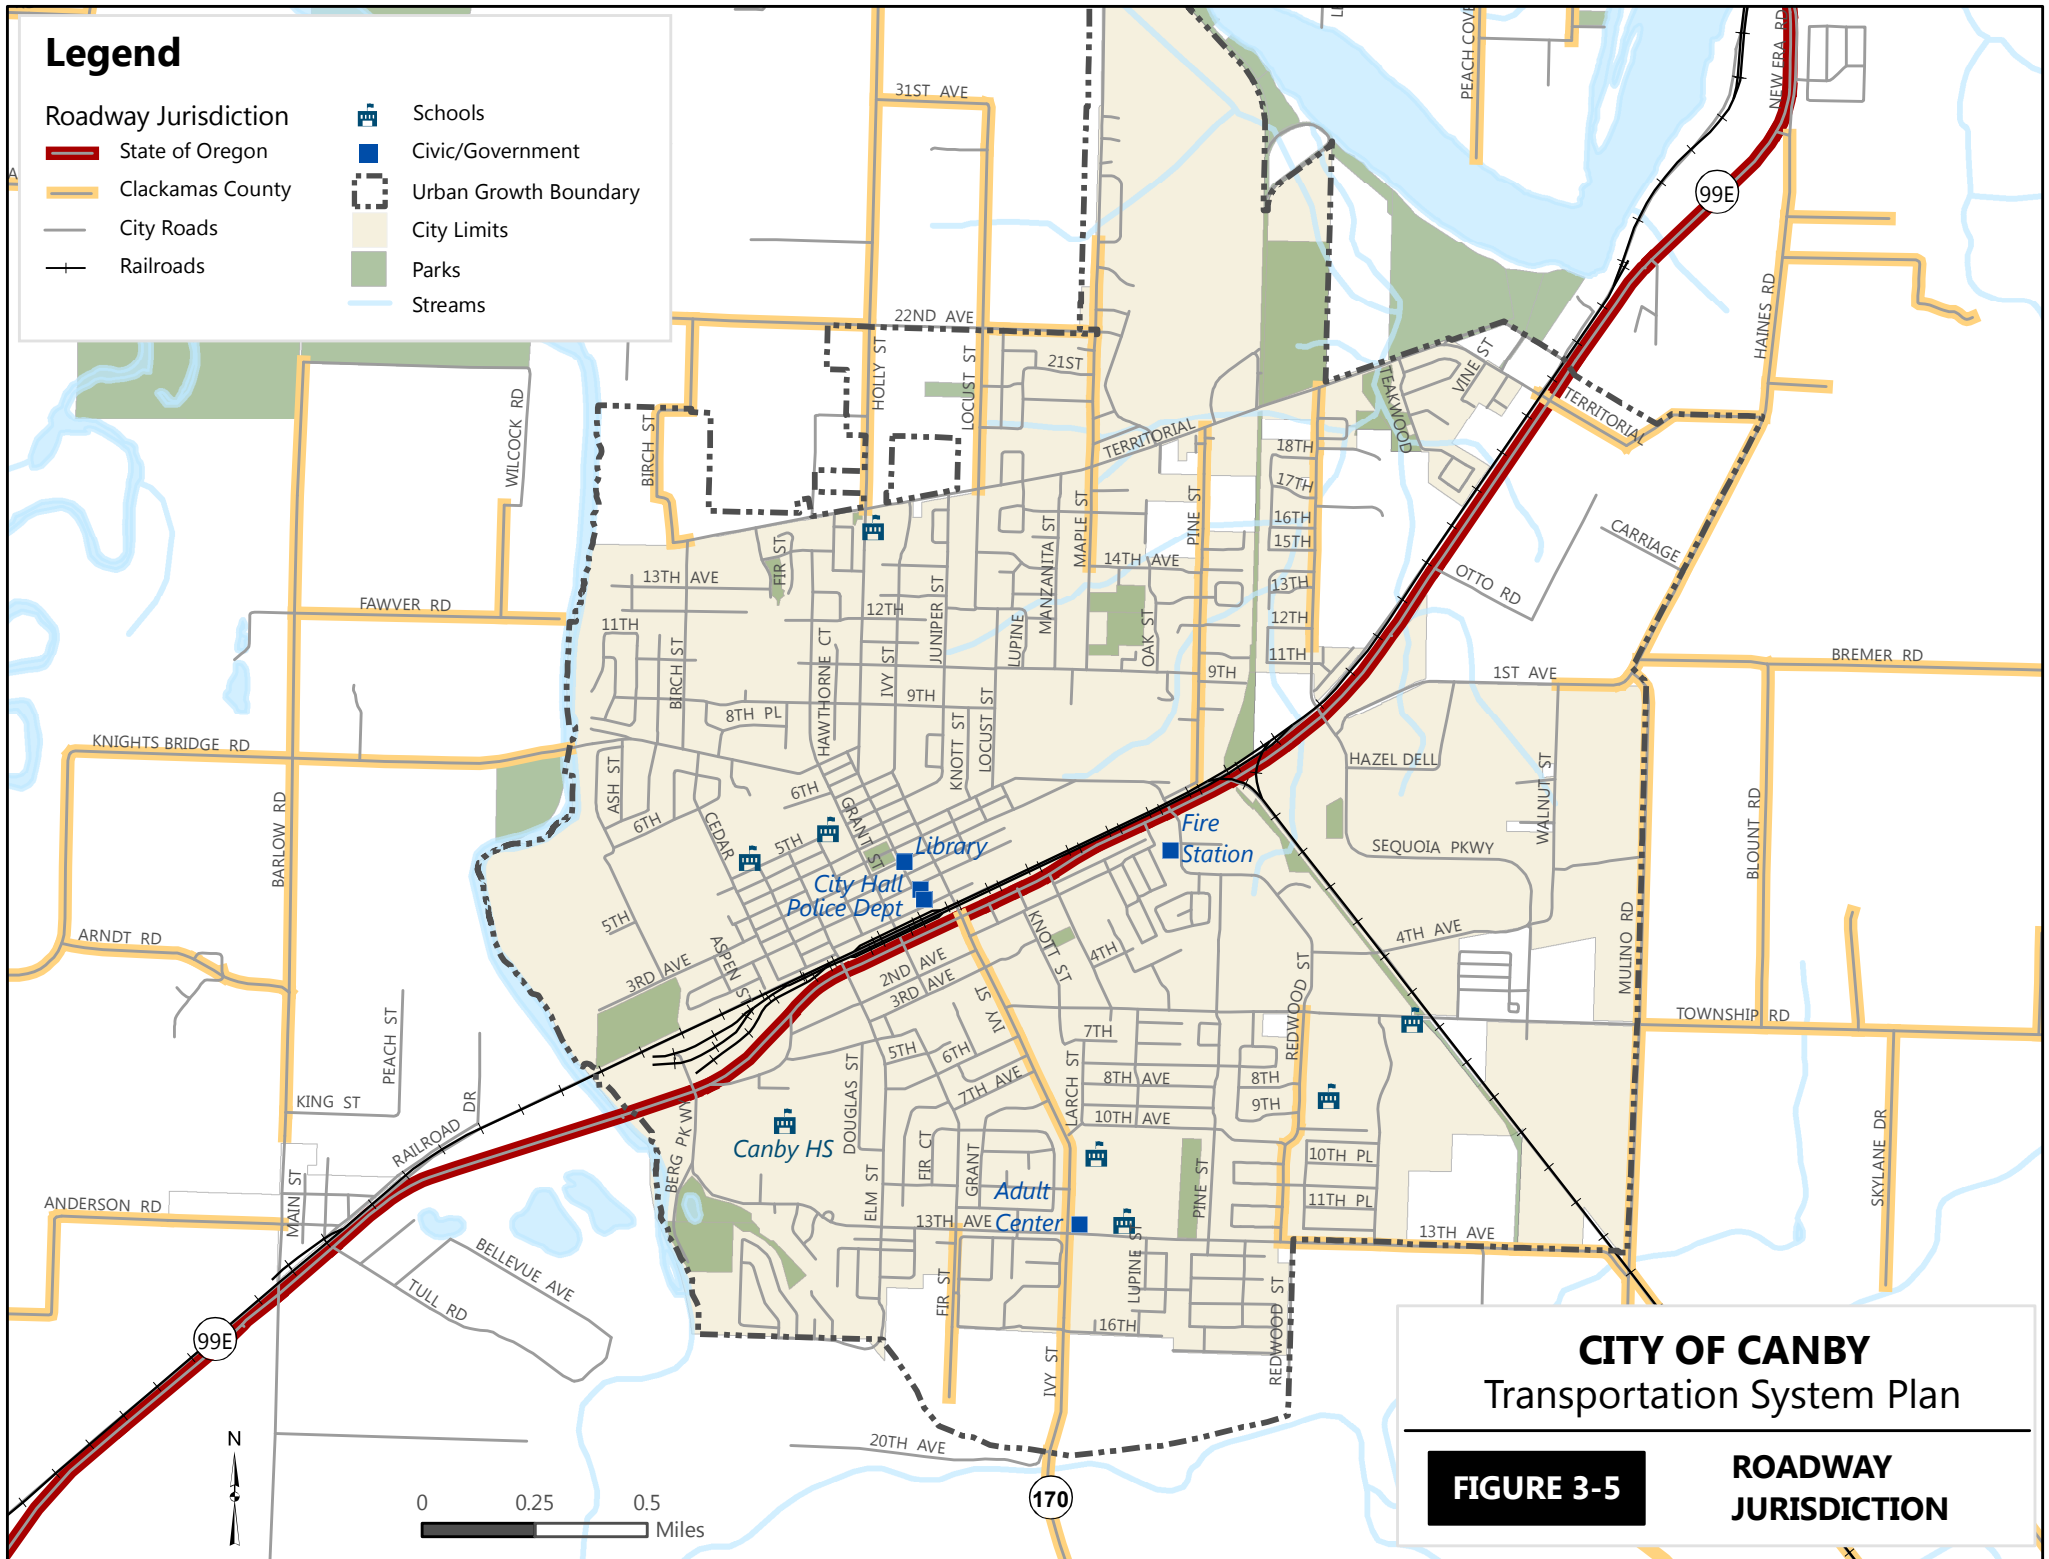 Legend
Roadway Jurisdiction
State of Oregon
Clackamas County
City Roads
Railroads
Schools
Civic/Government
Urban Growth Boundary
City Limits
Parks
Streams
31ST AVE
PEACH COVE
NEW ERA RD
99E
HAINES RD
22ND AVE
21ST
HOLLY ST
LOCUST ST
WILCOCK RD
BIRCH ST
TERRITORIAL
TEAKWOOD
VINE ST
TERRITORIAL
18TH
17TH
16TH
15TH
13TH
12TH
11TH
PINE ST
MAPLE ST
MANZANITA ST
14TH AVE
OAK ST
CARRIAGE
OTTO RD
FIR ST
13TH AVE
11TH
12TH
JUNIPER ST
LUPINE
FAWVER RD
BIRCH ST
HAWTHORNE CT
IVY ST
9TH
9TH
1ST AVE
BREMER RD
8TH PL
KNOTT ST
LOCUST ST
KNIGHTS BRIDGE RD
BARLOW RD
ASH ST
6TH
CEDAR
6TH
5TH
GRANT ST
HAZEL DELL
WALNUT ST
BLOUNT RD
SEQUOIA PKWY
Fire
Station
Library
City Hall
Police Dept
ARNDT RD
5TH
3RD AVE
ASPEN ST
2ND AVE
3RD AVE
IVY ST
KNOTT ST
4TH
4TH AVE
MULINO RD
REDWOOD ST
TOWNSHIP RD
PEACH ST
KING ST
RAILROAD DR
5TH
6TH
7TH AVE
7TH
LARCH ST
8TH AVE
10TH AVE
8TH
9TH
DOUGLAS ST
BERG PKWY
Canby HS
FIR CT
GRANT
ELM ST
Adult
Center
13TH AVE
10TH PL
11TH PL
13TH AVE
PINE ST
LUPINE ST
SKYLANE DR
ANDERSON RD
MAIN ST
BELLEVUE AVE
TULL RD
FIR ST
16TH
REDWOOD ST
IVY ST
99E
20TH AVE
170
N
0
0.25
0.5
Miles
CITY OF CANBY
Transportation System Plan
FIGURE 3-5
ROADWAY
JURISDICTION